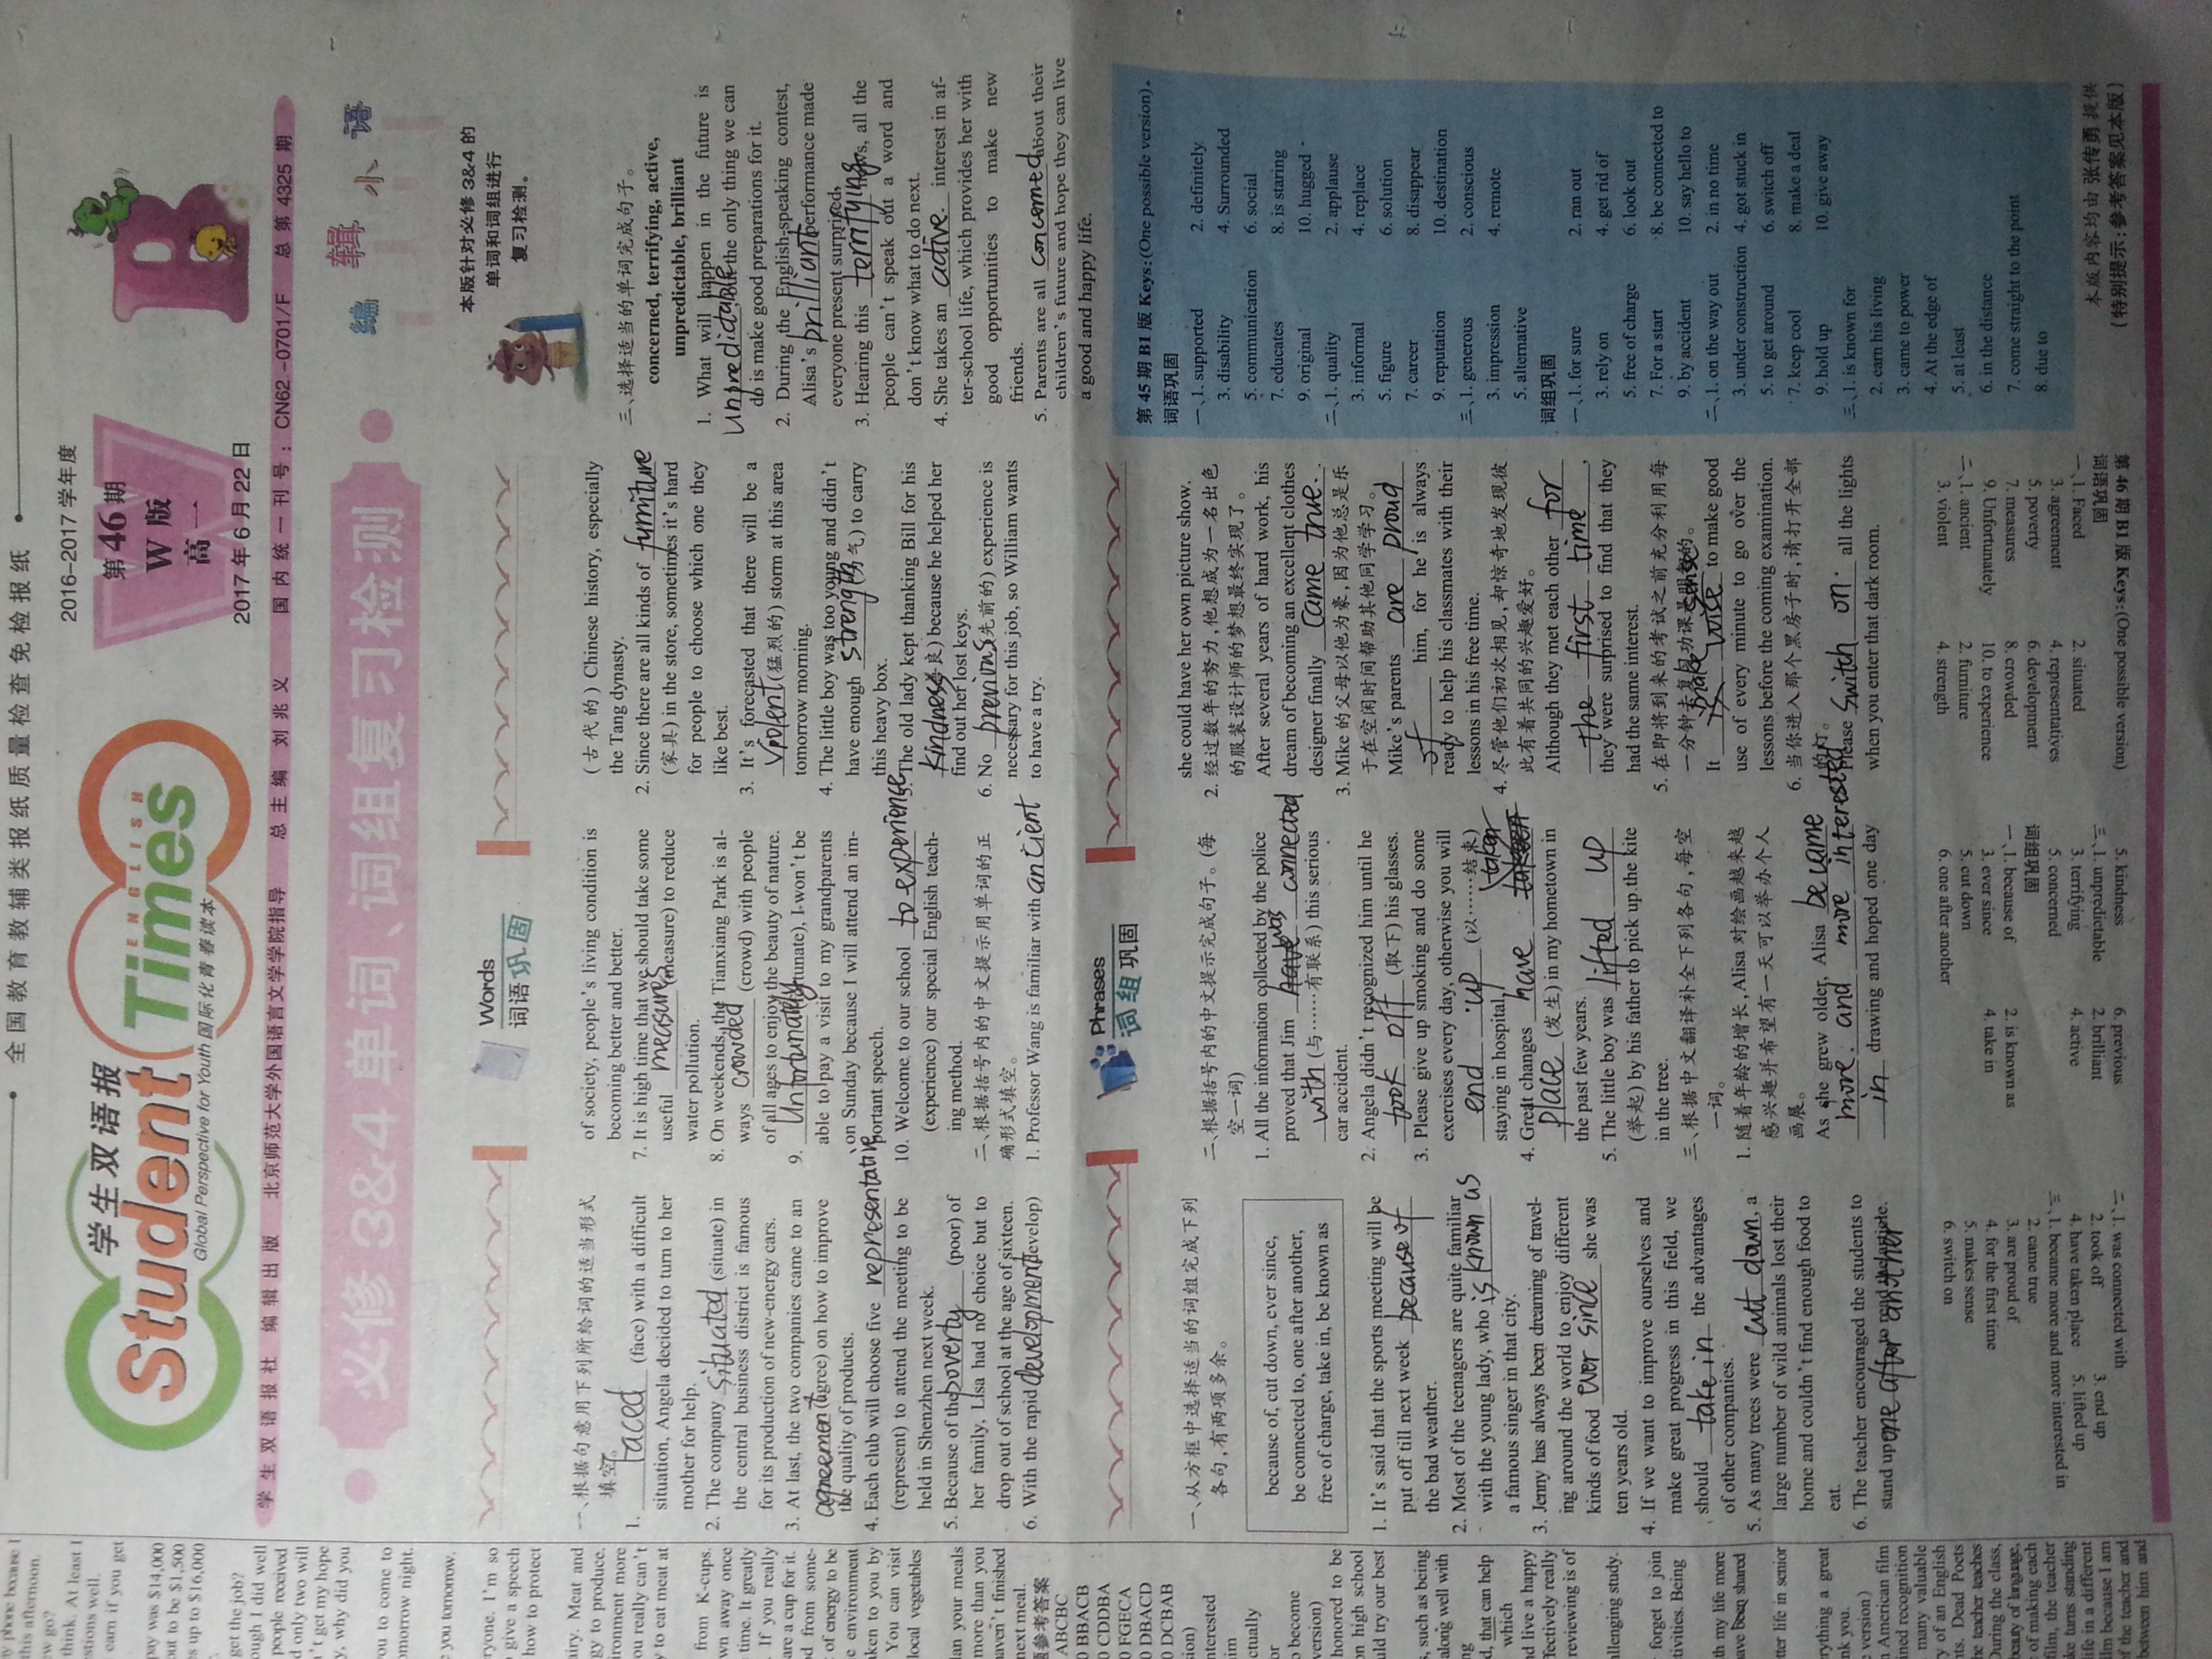 全国教育教辅类报纸质量检查免检报纸
学生双语报
Student Times
ENGLISH
Global Perspective for Youth 国际化青春读本
2016-2017 学年度
第 46 期
W 版
高一
2017 年 6 月 22 日
W
B
学生双语报社 编辑出版 北京师范大学外国语言文学学院指导 总主编 刘兆义 国内统一刊号：CN62-0701/F 总第 4325 期
必修 3&4 单词、词组复习检测
编辑小语
本版针对必修 3&4 的
单词和词组进行
复习检测。
Words
词语巩固
一、根据句意用下列所给词的适当形式
填空。
1. Faced (face) with a difficult
situation, Angela decided to turn to her
mother for help.
2. The company situated (situate) in
the central business district is famous
for its production of new-energy cars.
3. At last, the two companies came to an
agreement (agree) on how to improve
the quality of products.
4. Each club will choose five representative
(represent) to attend the meeting to be
held in Shenzhen next week.
5. Because of the poverty (poor) of
her family, Lisa had no choice but to
drop out of school at the age of sixteen.
6. With the rapid development (develop)
of society, people's living condition is
becoming better and better.
7. It is high time that we should take some
useful measures (measure) to reduce
water pollution.
8. On weekends, the Tianxiang Park is al-
ways crowded (crowd) with people
of all ages to enjoy the beauty of nature.
9. Unfortunately (fortunate), I won't be
able to pay a visit to my grandparents
on Sunday because I will attend an im-
portant speech.
10. Welcome to our school to experience
(experience) our special English teach-
ing method.
二、根据括号内的中文提示用单词的正
确形式填空。
1. Professor Wang is familiar with ancient
(古代的) Chinese history, especially
the Tang dynasty.
2. Since there are all kinds of furniture
(家具) in the store, sometimes it's hard
for people to choose which one they
like best.
3. It's forecasted that there will be a
violent (猛烈的) storm at this area
tomorrow morning.
4. The little boy was too young and didn't
have enough strength (力气) to carry
this heavy box.
5. The old lady kept thanking Bill for his
kindness (善良) because he helped her
find out her lost keys.
6. No previous (先前的) experience is
necessary for this job, so William wants
to have a try.
三、选择适当的单词完成句子。
concerned, terrifying, active,
unpredictable, brilliant
1. What will happen in the future is
unpredictable, but the only thing we can
do is make good preparations for it.
2. During the English-speaking contest,
Alisa's brilliant performance made
everyone present surprised.
3. Hearing this terrifying news, all the
people can't speak out a word and
don't know what to do next.
4. She takes an active. interest in af-
ter-school life, which provides her with
good opportunities to make new
friends.
5. Parents are all concerned about their
children's future and hope they can live
a good and happy life.
Phrases
词组巩固
一、从方框中选择适当的词组完成下列
各句，有两项多余。
because of, cut down, ever since,
be connected to, one after another,
free of charge, take in, be known as
1. It's said that the sports meeting will be
put off till next week because of
the bad weather.
2. Most of the teenagers are quite familiar
with the young lady, who is known as
a famous singer in that city.
3. Jenny has always been dreaming of travel-
ing around the world to enjoy different
kinds of food ever since she was
ten years old.
4. If we want to improve ourselves and
make great progress in this field, we
should take in the advantages
of other companies.
5. As many trees were cut down, a
large number of wild animals lost their
home and couldn't find enough food to
eat.
6. The teacher encouraged the students to
stand up one after another to read the article.
二、根据括号内的中文提示完成句子。(每
空一词)
1. All the information collected by the police
proved that Jim was connected
with (与……有联系) this serious
car accident.
2. Angela didn't recognized him until he
took off (取下) his glasses.
3. Please give up smoking and do some
exercises every day, otherwise you will
end up (以……结束)
staying in hospital.
4. Great changes have taken
place (发生) in my hometown in
the past few years.
5. The little boy was lifted up
(举起) by his father to pick up the kite
in the tree.
三、根据中文翻译补全下列各句，每空
一词。
1. 随着年龄的增长，Alisa 对绘画越来越
感兴趣并希望有一天可以举办个人
画展。
As she grew older, Alisa became
more and more interested
in drawing and hoped one day
she could have her own picture show.
2. 经过数年的努力，他想成为一名出色
的服装设计师的梦想最终实现了。
After several years of hard work, his
dream of becoming an excellent clothes
designer finally came true.
3. Mike 的父母以他为豪，因为他总是乐
于在空闲时间帮助其他同学学习。
Mike's parents are proud
of him, for he is always
ready to help his classmates with their
lessons in his free time.
4. 尽管他们初次相见，却惊奇地发现彼
此有着共同的兴趣爱好。
Although they met each other for
the first time,
they were surprised to find that they
had the same interest.
5. 在即将到来的考试之前充分利用每
一分钟去复习功课是明智的。
make sense
It is wise to make good
use of every minute to go over the
lessons before the coming examination.
6. 当你进入那个黑房子时，请打开全部
的灯。
Please switch on all the lights
when you enter that dark room.
第 45 期 B1 版 Keys:(One possible version)
词语巩固
一、1. supported 2. definitely
3. disability 4. Surrounded
5. communication 6. social
7. educates 8. is staring
9. original 10. hugged
二、1. quality 2. applause
3. informal 4. replace
5. figure 6. solution
7. career 8. disappear
9. reputation 10. destination
三、1. generous 2. conscious
3. impression 4. remote
5. alternative
词组巩固
一、1. for sure 2. ran out
3. rely on 4. get rid of
5. free of charge 6. look out
7. For a start 8. be connected to
9. by accident 10. say hello to
二、1. on the way out 2. in no time
3. under construction 4. got stuck in
5. to get around 6. switch off
7. keep cool 8. make a deal
9. hold up 10. give away
三、1. is known for
2. earn his living
3. came to power
4. At the edge of
5. at least
6. in the distance
7. come straight to the point
8. due to
本版内容均由 张传勇 提供
(特别提示：参考答案见本版)
第 46 期 B1 版 Keys:(One possible version)
词语巩固
一、1. Faced 2. situated
3. agreement 4. representatives
5. poverty 6. development
7. measures 8. crowded
9. Unfortunately 10. to experience
二、1. ancient 2. furniture
3. violent 4. strength
5. kindness 6. previous
三、1. unpredictable 2. brilliant
3. terrifying 4. active
5. concerned
词组巩固
一、1. because of 2. is known as
3. ever since 4. take in
5. cut down
6. one after another
二、1. was connected with
2. took off 3. end up
4. have taken place 5. lifted up
三、1. became more and more interested in
2. came true
3. are proud of
4. for the first time
5. makes sense
6. switch on